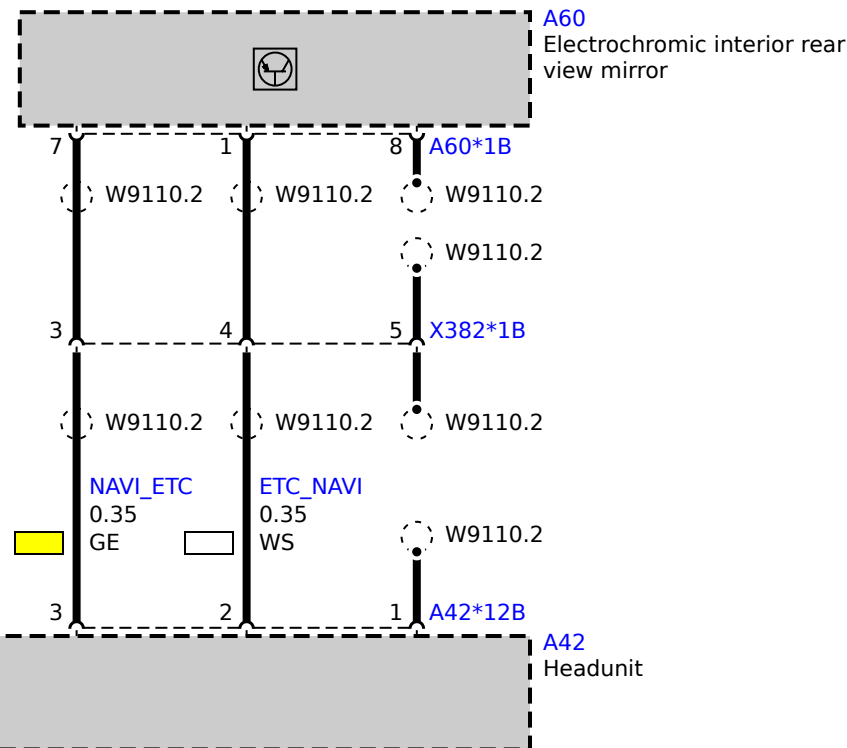 A60
Electrochromic interior rear
view mirror
7 1 8 A60*1B
W9110.2 W9110.2 W9110.2
W9110.2
3 4 5 X382*1B
W9110.2 W9110.2 W9110.2
NAVI_ETC ETC_NAVI
0.35 0.35
W9110.2
GE WS
3 2 1 A42*12B
A42
Headunit